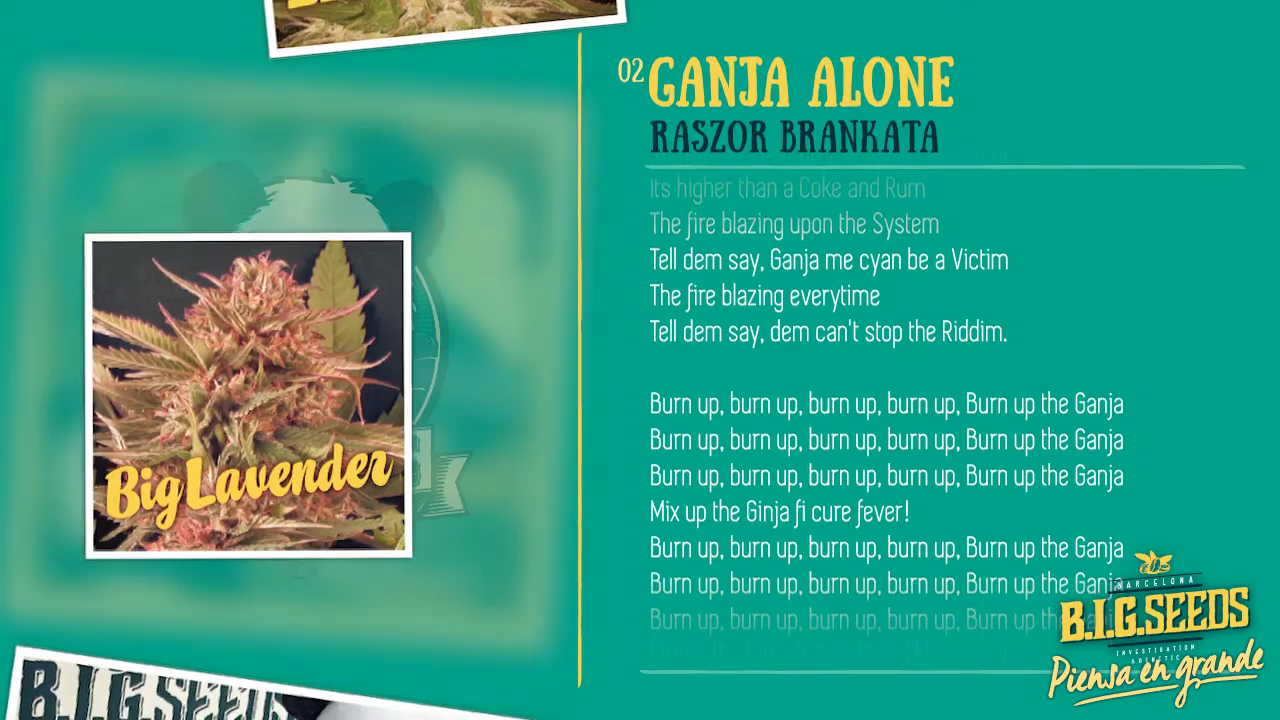 02
GANJA ALONE
RASZOR BRANKATA
Its higher than a Coke and Rum
The fire blazing upon the System
Tell dem say, Ganja me cyan be a Victim
The fire blazing everytime
Tell dem say, dem can't stop the Riddim.
Burn up, burn up, burn up, burn up, Burn up the Ganja
Burn up, burn up, burn up, burn up, Burn up the Ganja
Burn up, burn up, burn up, burn up, Burn up the Ganja
Mix up the Ginja fi cure fever!
Burn up, burn up, burn up, burn up, Burn up the Ganja
Burn up, burn up, burn up, burn up, Burn up the Ganja
Burn up, burn up, burn up, burn up, Burn up the
Big Lavender
BARCELONA
B.I.G.SEEDS
INVESTIGATION
& GENETIC
Piensa en grande
B.I.G.SEEDS